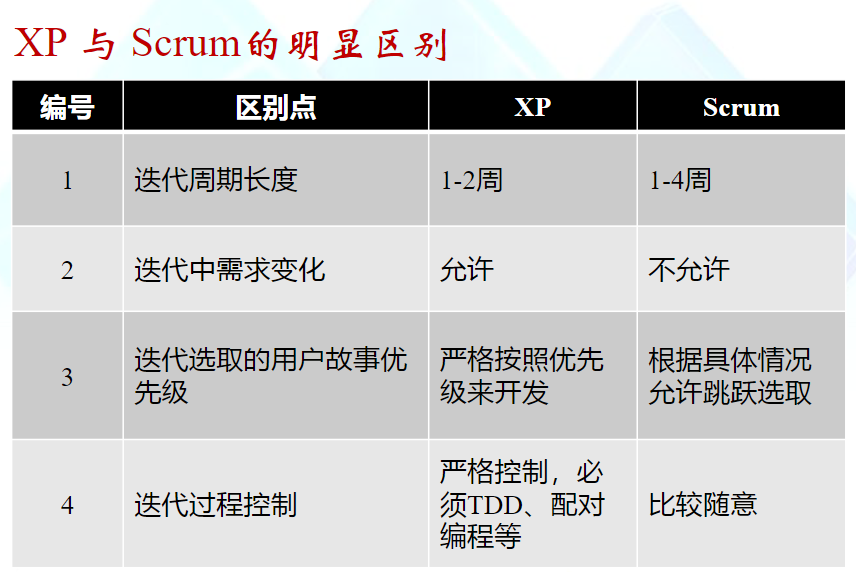 XP 与 Scrum的明显区别
编号 区别点 XP Scrum
1 迭代周期长度 1-2周 1-4周
2 迭代中需求变化 允许 不允许
3 迭代选取的用户故事优
先级 严格按照优先
级来开发 根据具体情况
允许跳跃选取
4 迭代过程控制 严格控制，必
须TDD、配对
编程等 比较随意